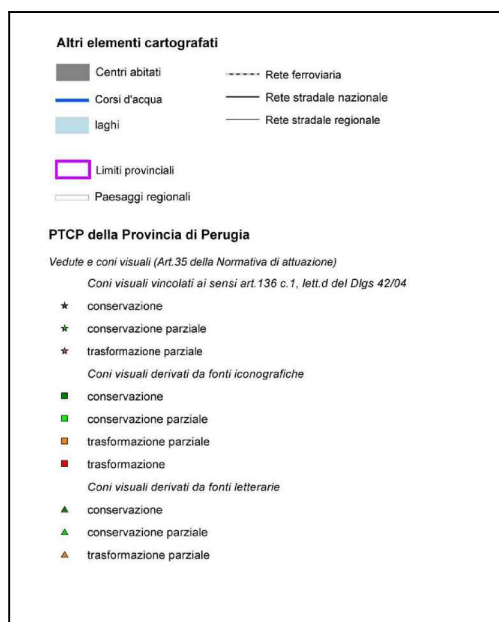 Altri elementi cartografati
Centri abitati
Corsi d'acqua
laghi
Rete ferroviaria
Rete stradale nazionale
Rete stradale regionale
Limiti provinciali
Paesaggi regionali
PTCP della Provincia di Perugia
Vedute e coni visuali (Art.35 della Normativa di attuazione)
Coni visuali vincolati ai sensi art.136 c.1, lett.d del Dlgs 42/04
conservazione
conservazione parziale
trasformazione parziale
Coni visuali derivati da fonti iconografiche
conservazione
conservazione parziale
trasformazione parziale
trasformazione
Coni visuali derivati da fonti letterarie
conservazione
conservazione parziale
trasformazione parziale